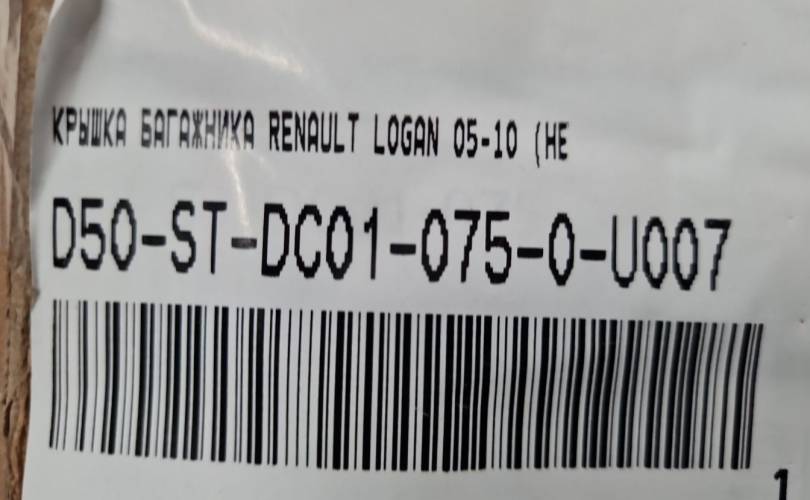 КРЫШКА БАГАЖНИКА RENAULT LOGAN 05-10 (НЕ
D50-ST-DC01-075-0-U007
1